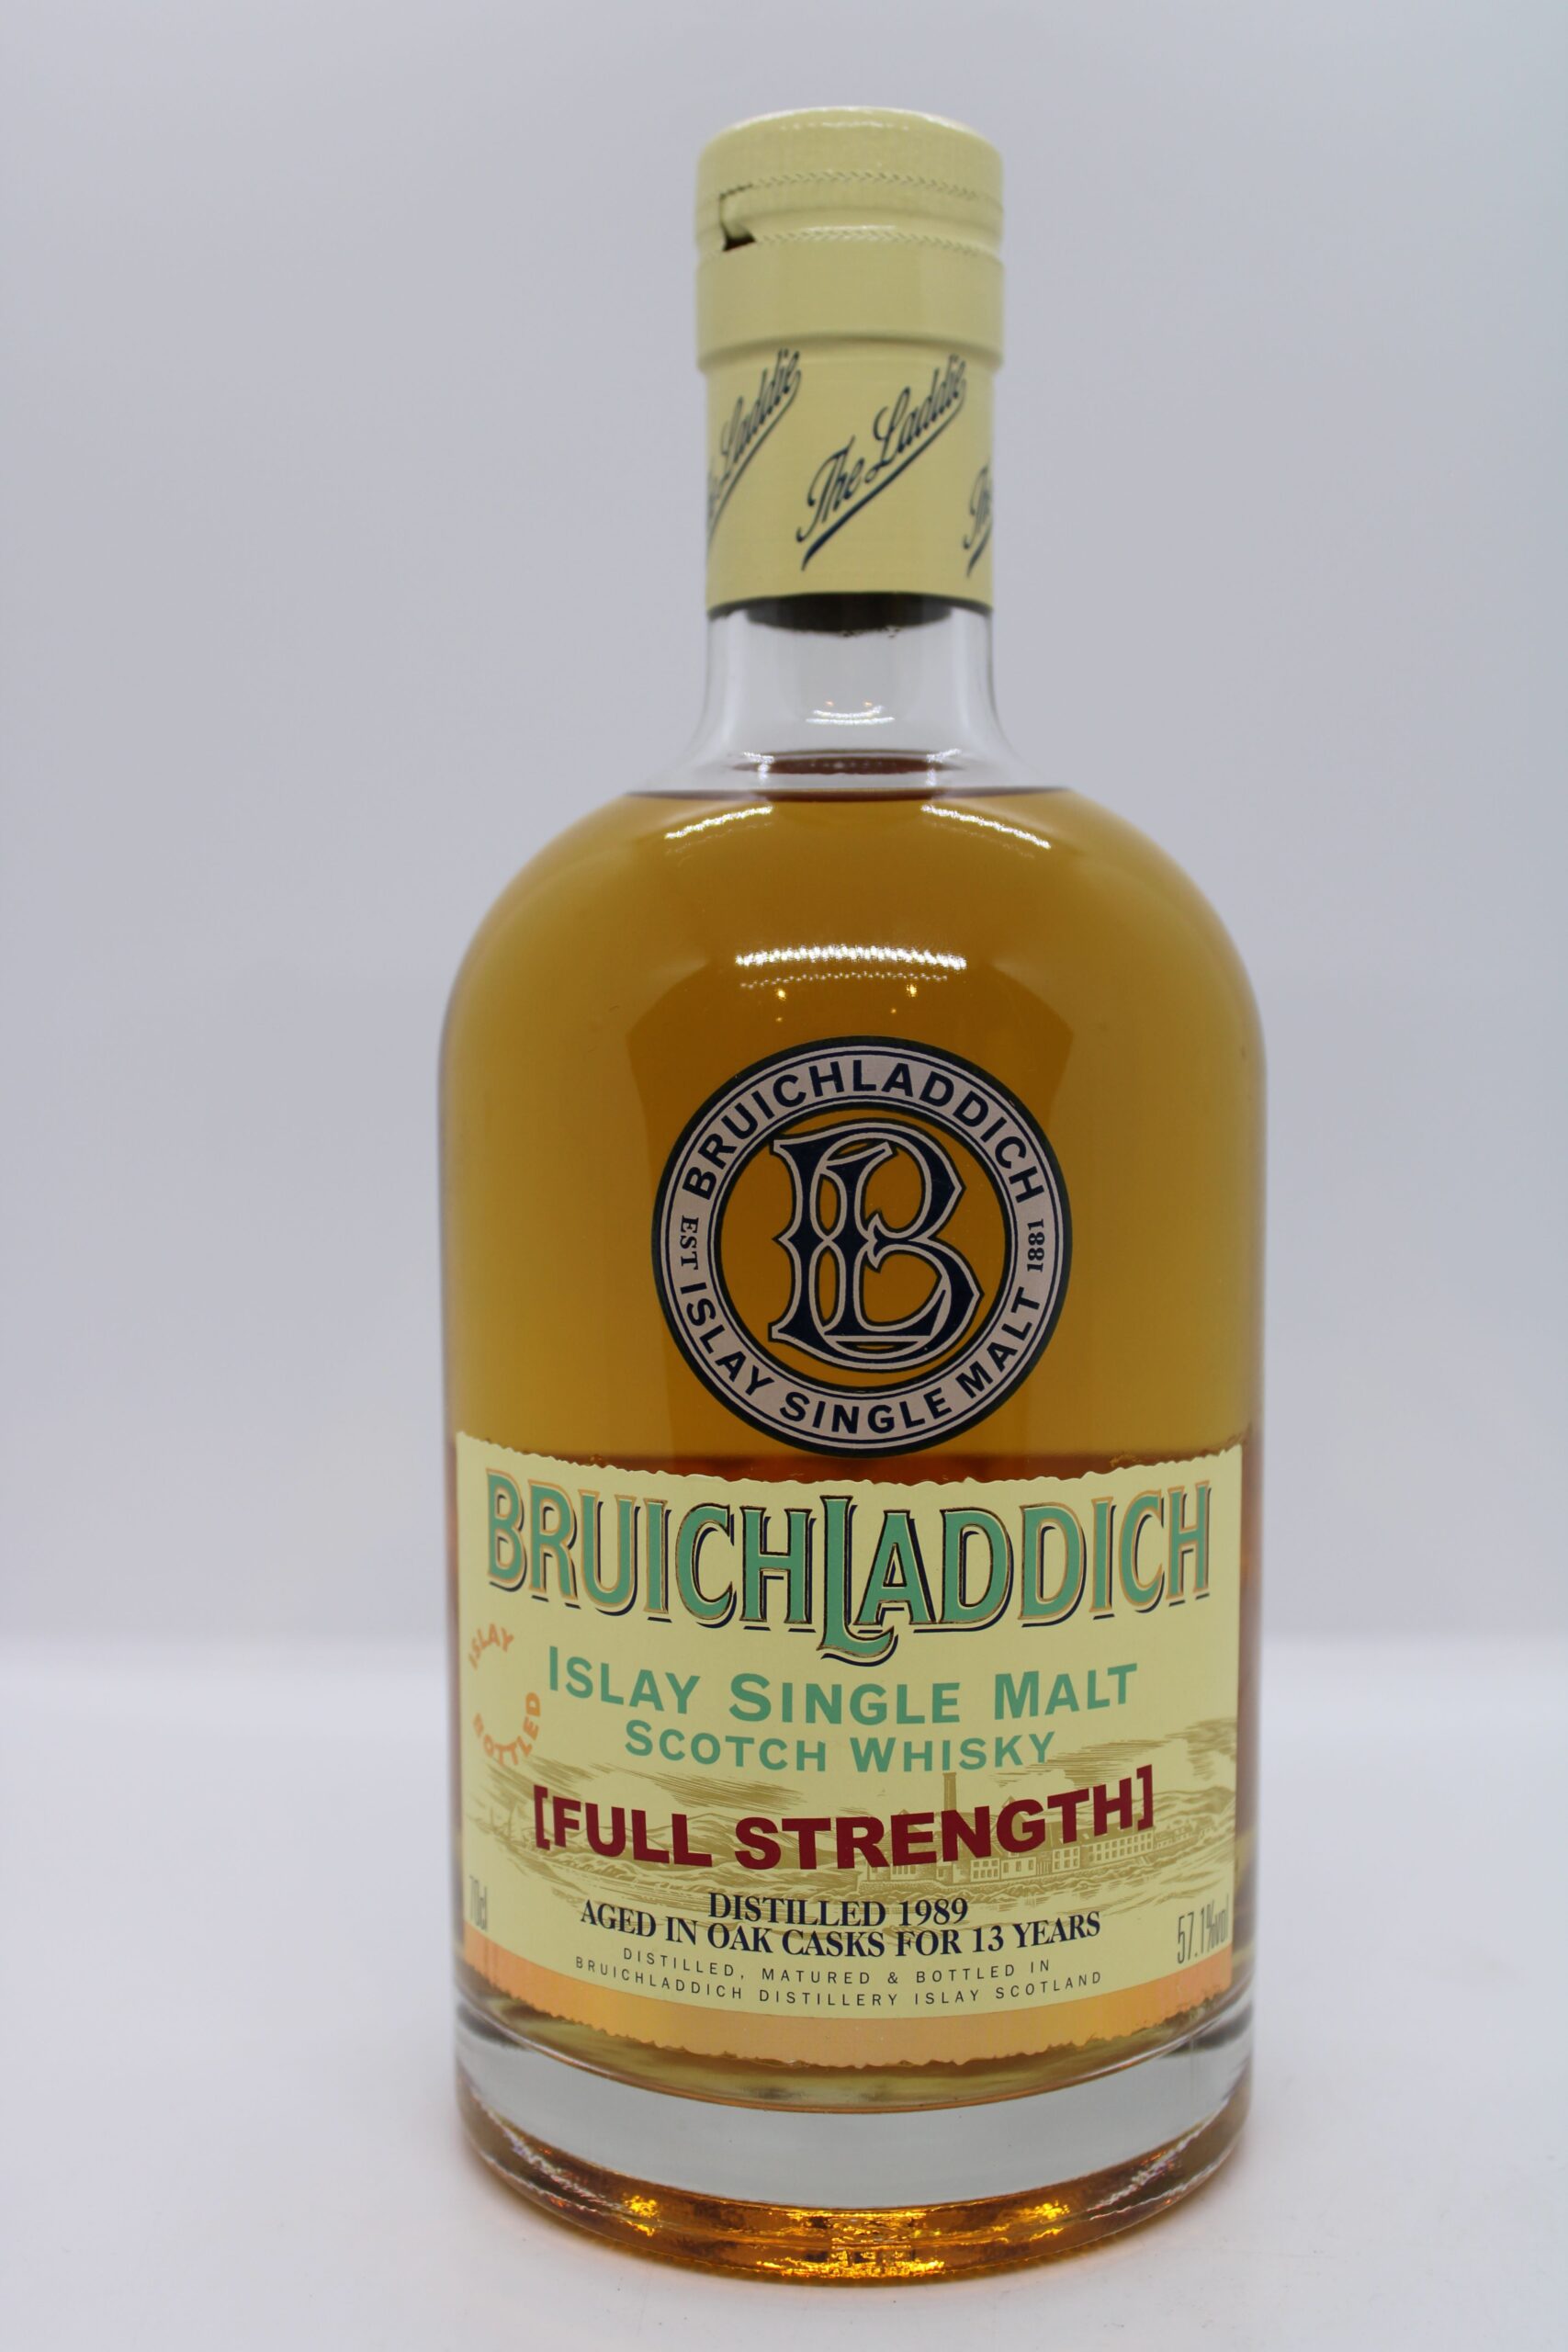 Laddie
The Laddie
The
BRUICHLADDICH
EST
1881
BL
ISLAY SINGLE MALT
BRUICHLADDICH
ISLAY
BOTTLED
ISLAY SINGLE MALT
SCOTCH WHISKY
[FULL STRENGTH]
70cl
57.1%vol
DISTILLED 1989
AGED IN OAK CASKS FOR 13 YEARS
DISTILLED, MATURED & BOTTLED IN
BRUICHLADDICH DISTILLERY ISLAY SCOTLAND